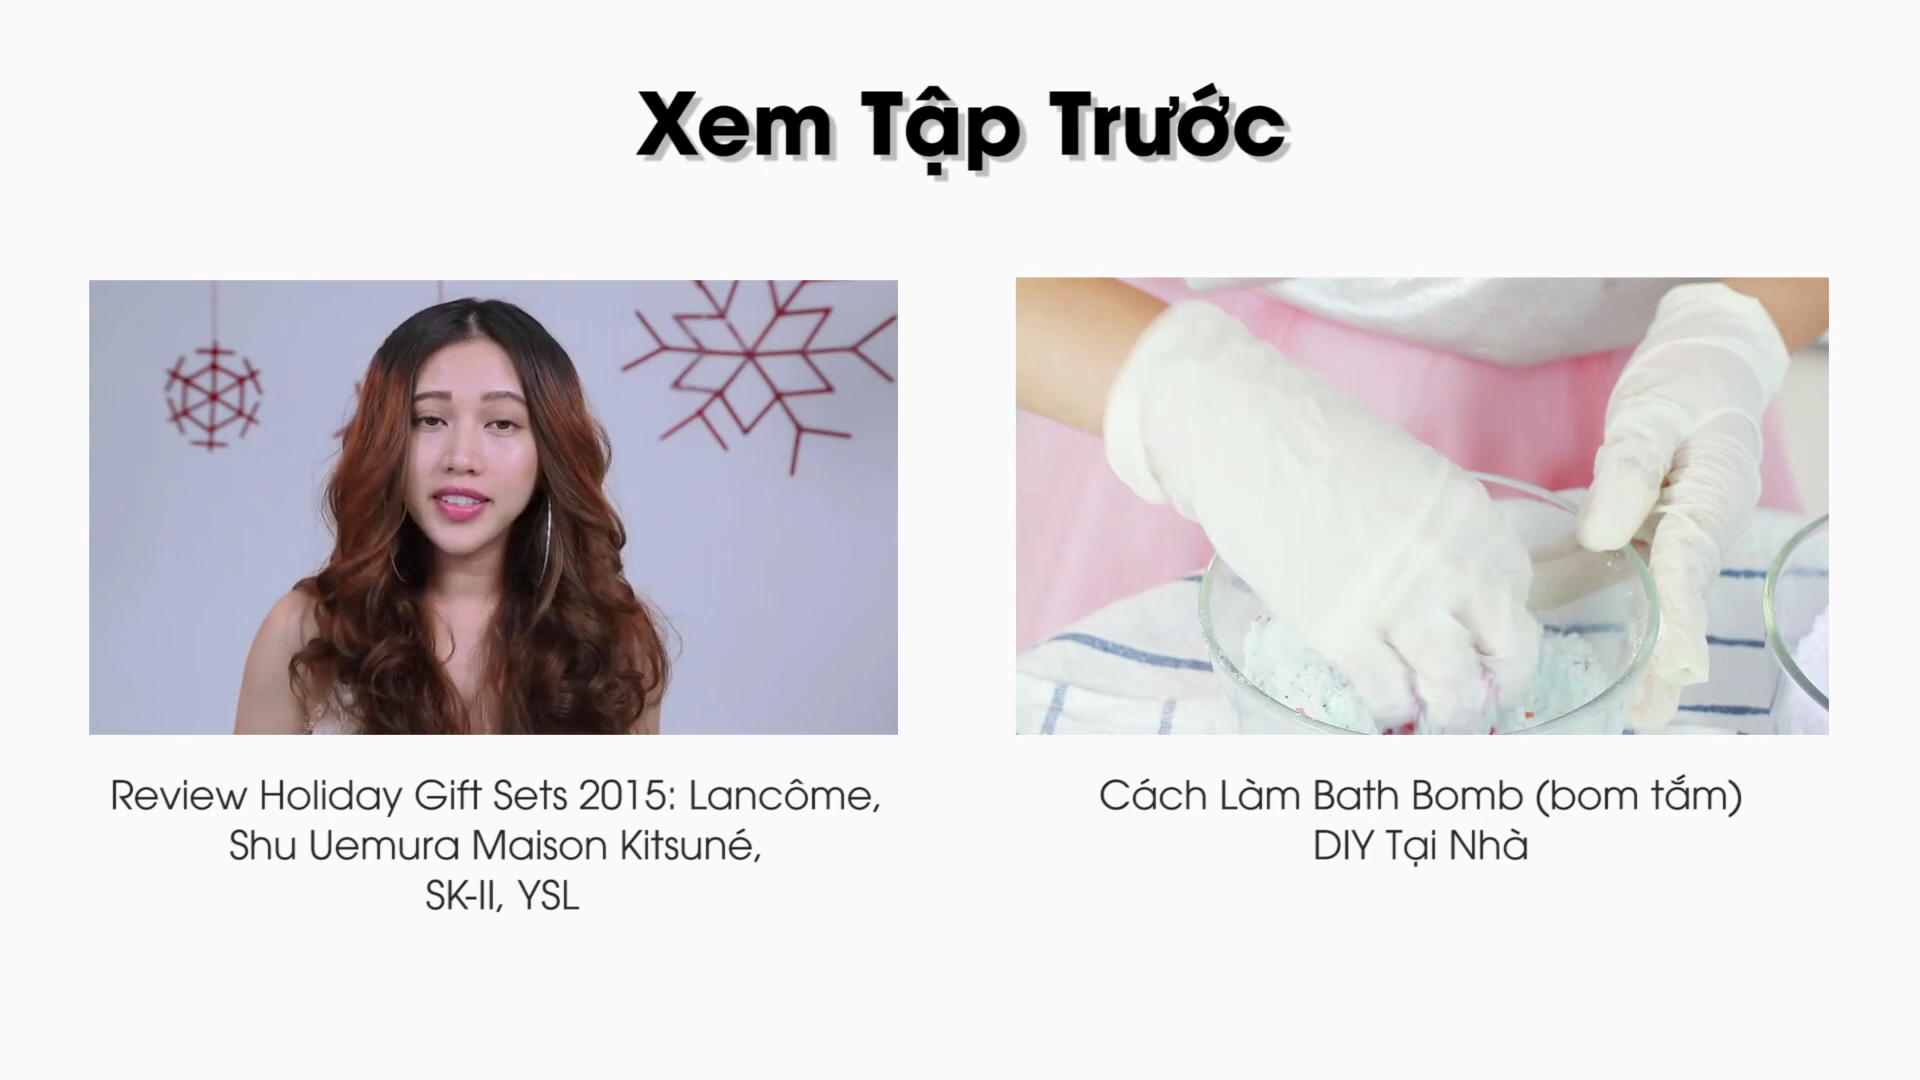 Xem Tập Trước
Review Holiday Gift Sets 2015: Lancôme,
Shu Uemura Maison Kitsuné,
SK-II, YSL
Cách Làm Bath Bomb (bom tắm)
DIY Tại Nhà